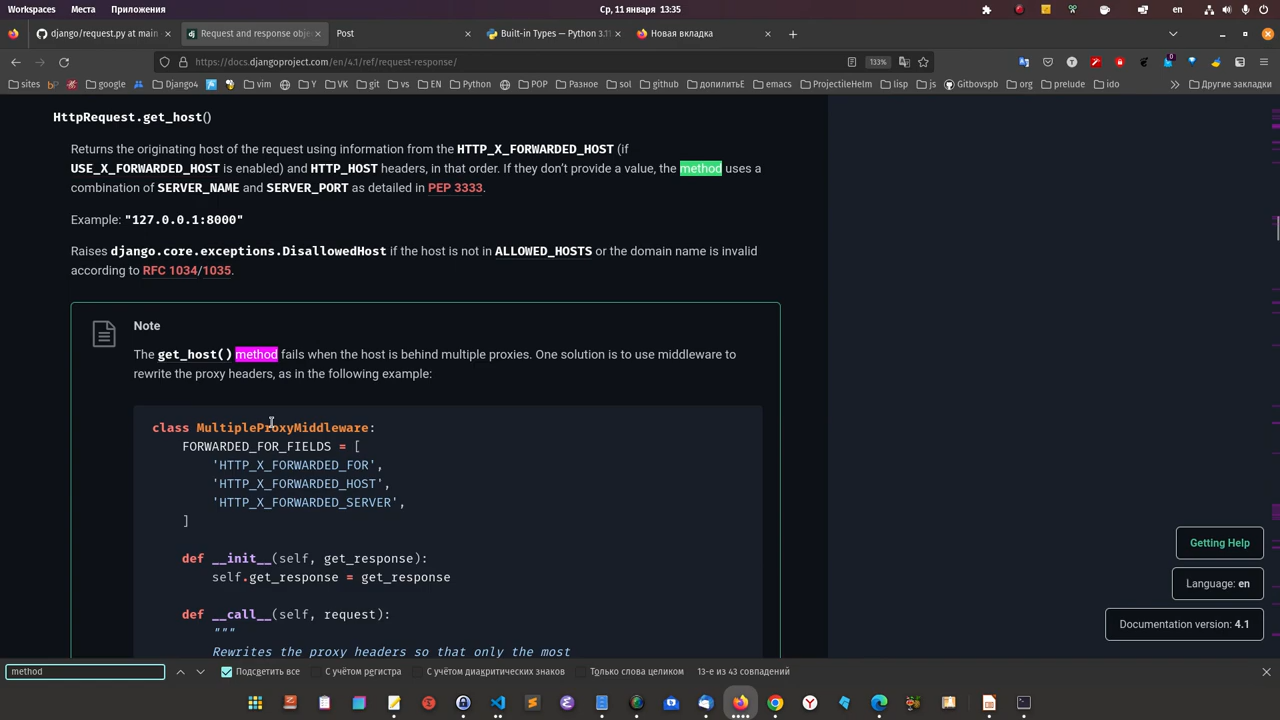 Workspaces Места Приложения Ср, 11 января 13:35 en
django/request.py at main Request and response obje Post Built-in Types — Python 3.11 Новая вкладка
https://docs.djangoproject.com/en/4.1/ref/request-response/ 133%
sites google Django4 vim Y VK git vs EN Python POP Разное sol github допилитьЕ emacs ProjectileHelm lisp js Gitbovspb org prelude ido Другие закладки
HttpRequest.get_host()
Returns the originating host of the request using information from the HTTP_X_FORWARDED_HOST (if
USE_X_FORWARDED_HOST is enabled) and HTTP_HOST headers, in that order. If they don’t provide a value, the method uses a
combination of SERVER_NAME and SERVER_PORT as detailed in PEP 3333.
Example: "127.0.0.1:8000"
Raises django.core.exceptions.DisallowedHost if the host is not in ALLOWED_HOSTS or the domain name is invalid
according to RFC 1034/1035.
Note
The get_host() method fails when the host is behind multiple proxies. One solution is to use middleware to
rewrite the proxy headers, as in the following example:
class MultipleProxyMiddleware:
FORWARDED_FOR_FIELDS = [
'HTTP_X_FORWARDED_FOR',
'HTTP_X_FORWARDED_HOST',
'HTTP_X_FORWARDED_SERVER',
]
def __init__(self, get_response):
self.get_response = get_response
def __call__(self, request):
"""
Rewrites the proxy headers so that only the most
Getting Help
Language: en
Documentation version: 4.1
method Подсветить все С учётом регистра С учётом диакритических знаков Только слова целиком 13-е из 43 совпадений